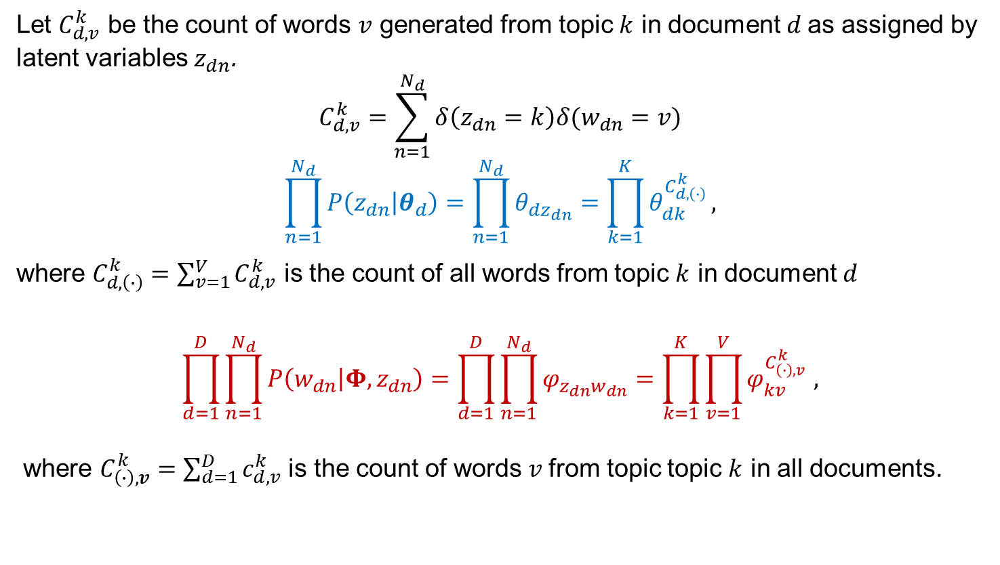 Let $C_{d,v}^{k}$ be the count of words $v$ generated from topic $k$ in document $d$ as assigned by
latent variables $z_{dn}$.
$C_{d,v}^{k} = \sum_{n=1}^{N_d} \delta(z_{dn} = k)\delta(w_{dn} = v)$
$\prod_{n=1}^{N_d} P(z_{dn}|\boldsymbol{\theta}_d) = \prod_{n=1}^{N_d} \theta_{dz_{dn}} = \prod_{k=1}^{K} \theta_{dk}^{C_{d,(\cdot)}^{k}},$
where $C_{d,(\cdot)}^{k} = \sum_{v=1}^{V} C_{d,v}^{k}$ is the count of all words from topic $k$ in document $d$
$\prod_{d=1}^{D} \prod_{n=1}^{N_d} P(w_{dn}|\boldsymbol{\Phi}, z_{dn}) = \prod_{d=1}^{D} \prod_{n=1}^{N_d} \varphi_{z_{dn}w_{dn}} = \prod_{k=1}^{K} \prod_{v=1}^{V} \varphi_{kv}^{C_{(\cdot),v}^{k}},$
where $C_{(\cdot),v}^{k} = \sum_{d=1}^{D} c_{d,v}^{k}$ is the count of words $v$ from topic topic $k$ in all documents.